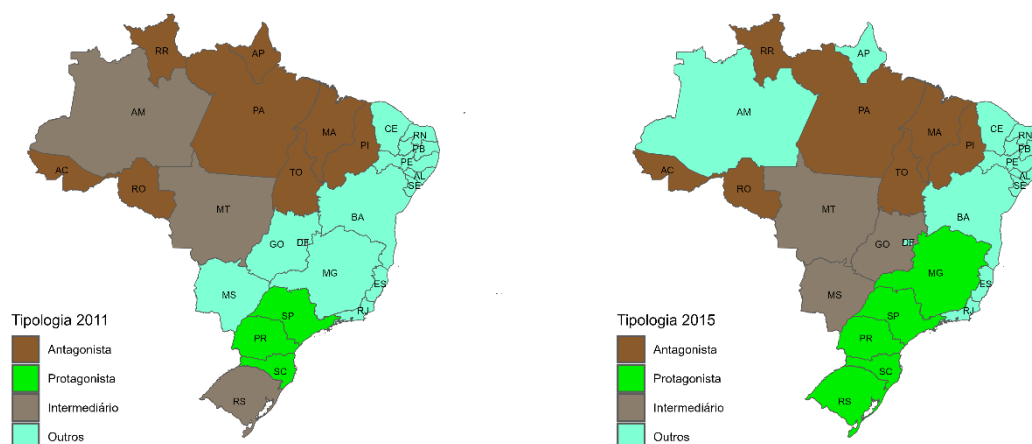 RR
AP
AM
PA
MA
CE
RN
PB
PI
PE
AL
SE
AC
RO
TO
MT
BA
GO
DF
MG
MS
ES
RJ
SP
PR
SC
RS
Tipologia 2011
Antagonista
Protagonista
Intermediário
Outros
RR
AP
AM
PA
MA
CE
RN
PB
PI
PE
AL
SE
AC
RO
TO
MT
BA
GO
DF
MG
MS
ES
RJ
SP
PR
SC
RS
Tipologia 2015
Antagonista
Protagonista
Intermediário
Outros